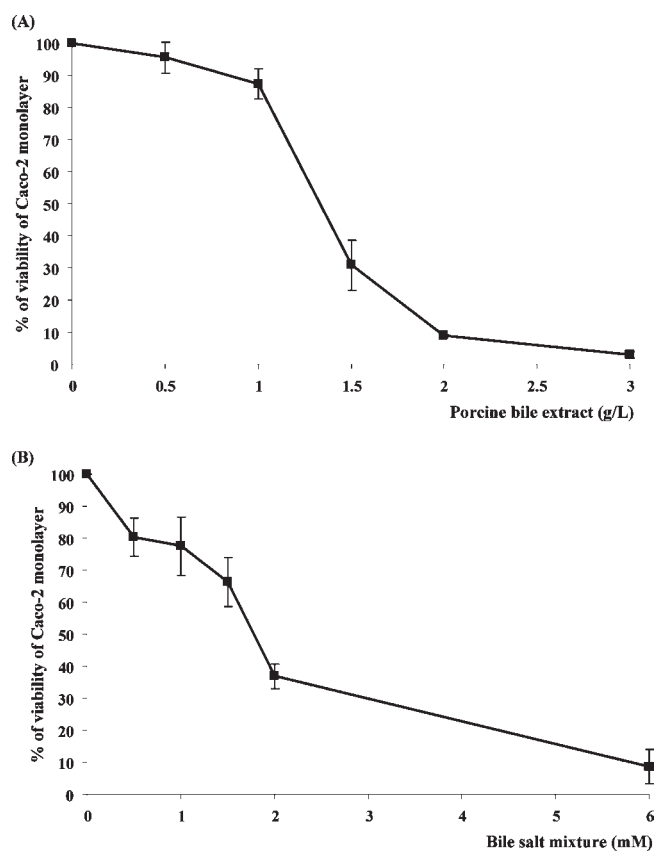 (A)
% of viability of Caco-2 monolayer
100
90
80
70
60
50
40
30
20
10
0
0 0.5 1 1.5 2 2.5 3
Porcine bile extract (g/L)
(B)
% of viability of Caco-2 monolayer
100
90
80
70
60
50
40
30
20
10
0
0 1 2 3 4 5 6
Bile salt mixture (mM)